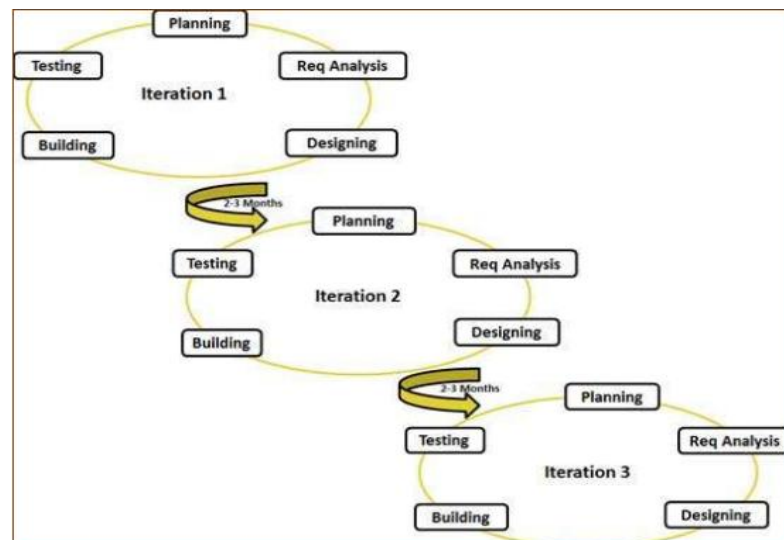 Planning
Testing
Req Analysis
Iteration 1
Building
Designing
2-3 Months
Planning
Testing
Req Analysis
Iteration 2
Building
Designing
2-3 Months
Planning
Testing
Req Analysis
Iteration 3
Building
Designing